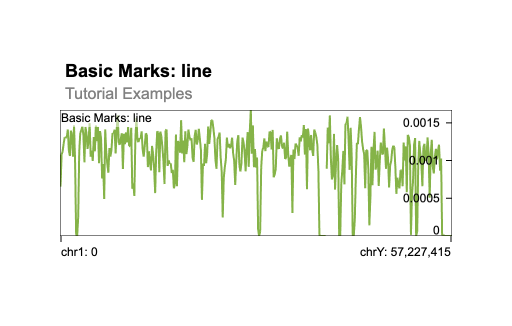 Basic Marks: line
Tutorial Examples
Basic Marks: line
0.0015
0.001
0.0005
0
chr1: 0
chrY: 57,227,415